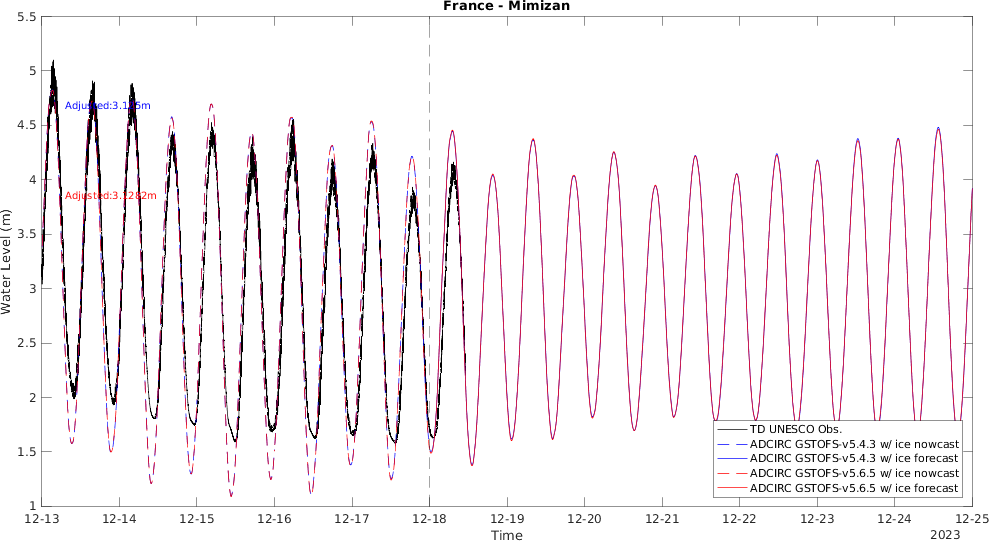 France - Mimizan
5.5
5
4.5
4
3.5
3
2.5
2
1.5
1
Water Level (m)
Adjusted:3.1282m
TD UNESCO Obs.
ADCIRC GSTOFS-v5.4.3 w/ ice nowcast
ADCIRC GSTOFS-v5.4.3 w/ ice forecast
ADCIRC GSTOFS-v5.6.5 w/ ice nowcast
ADCIRC GSTOFS-v5.6.5 w/ ice forecast
12-13 12-14 12-15 12-16 12-17 12-18 12-19 12-20 12-21 12-22 12-23 12-24 12-25
Time
2023